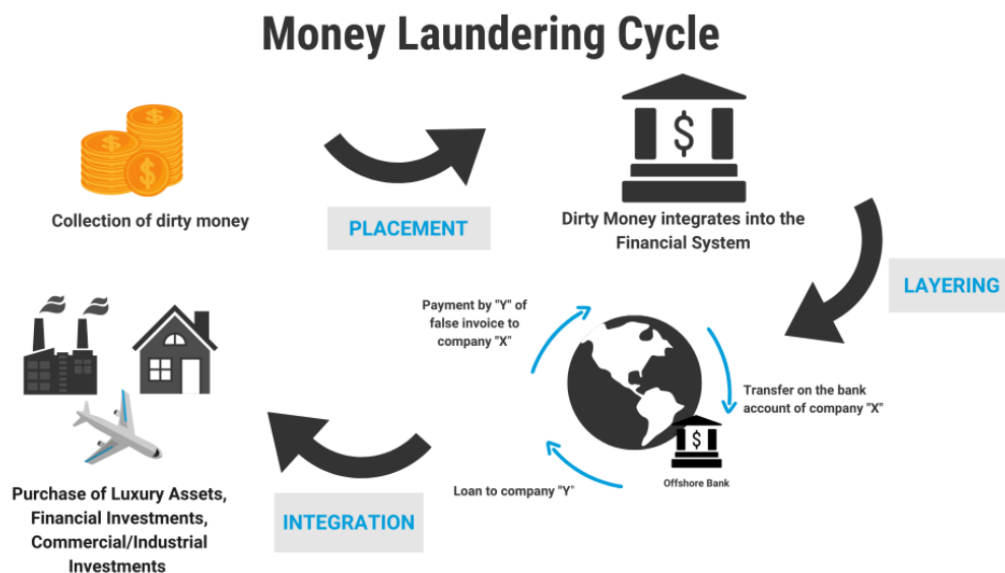 Money Laundering Cycle
Collection of dirty money
PLACEMENT
$
Dirty Money integrates into the
Financial System
LAYERING
Payment by "Y" of
false invoice to
company "X"
Transfer on the bank
account of company "X"
$
Offshore Bank
Loan to company "Y"
INTEGRATION
Purchase of Luxury Assets,
Financial Investments,
Commercial/Industrial
Investments